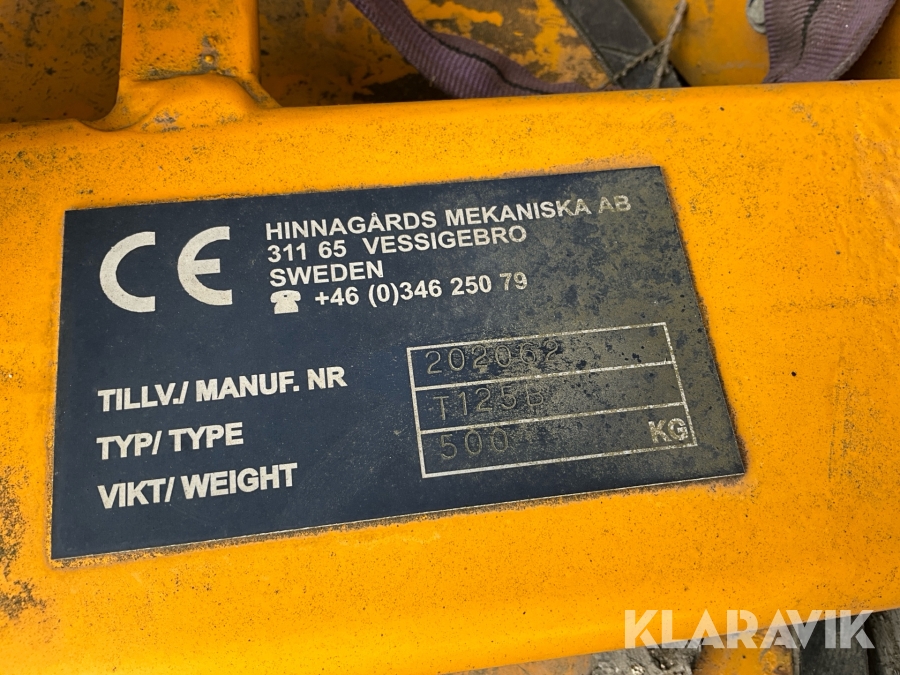 CE
HINNAGÅRDS MEKANISKA AB
311 65 VESSIGEBRO
SWEDEN
☎ +46 (0)346 250 79
TILLV./ MANUF. NR 202062
TYP/ TYPE T125B
VIKT/ WEIGHT 500 KG
KLARAVIK